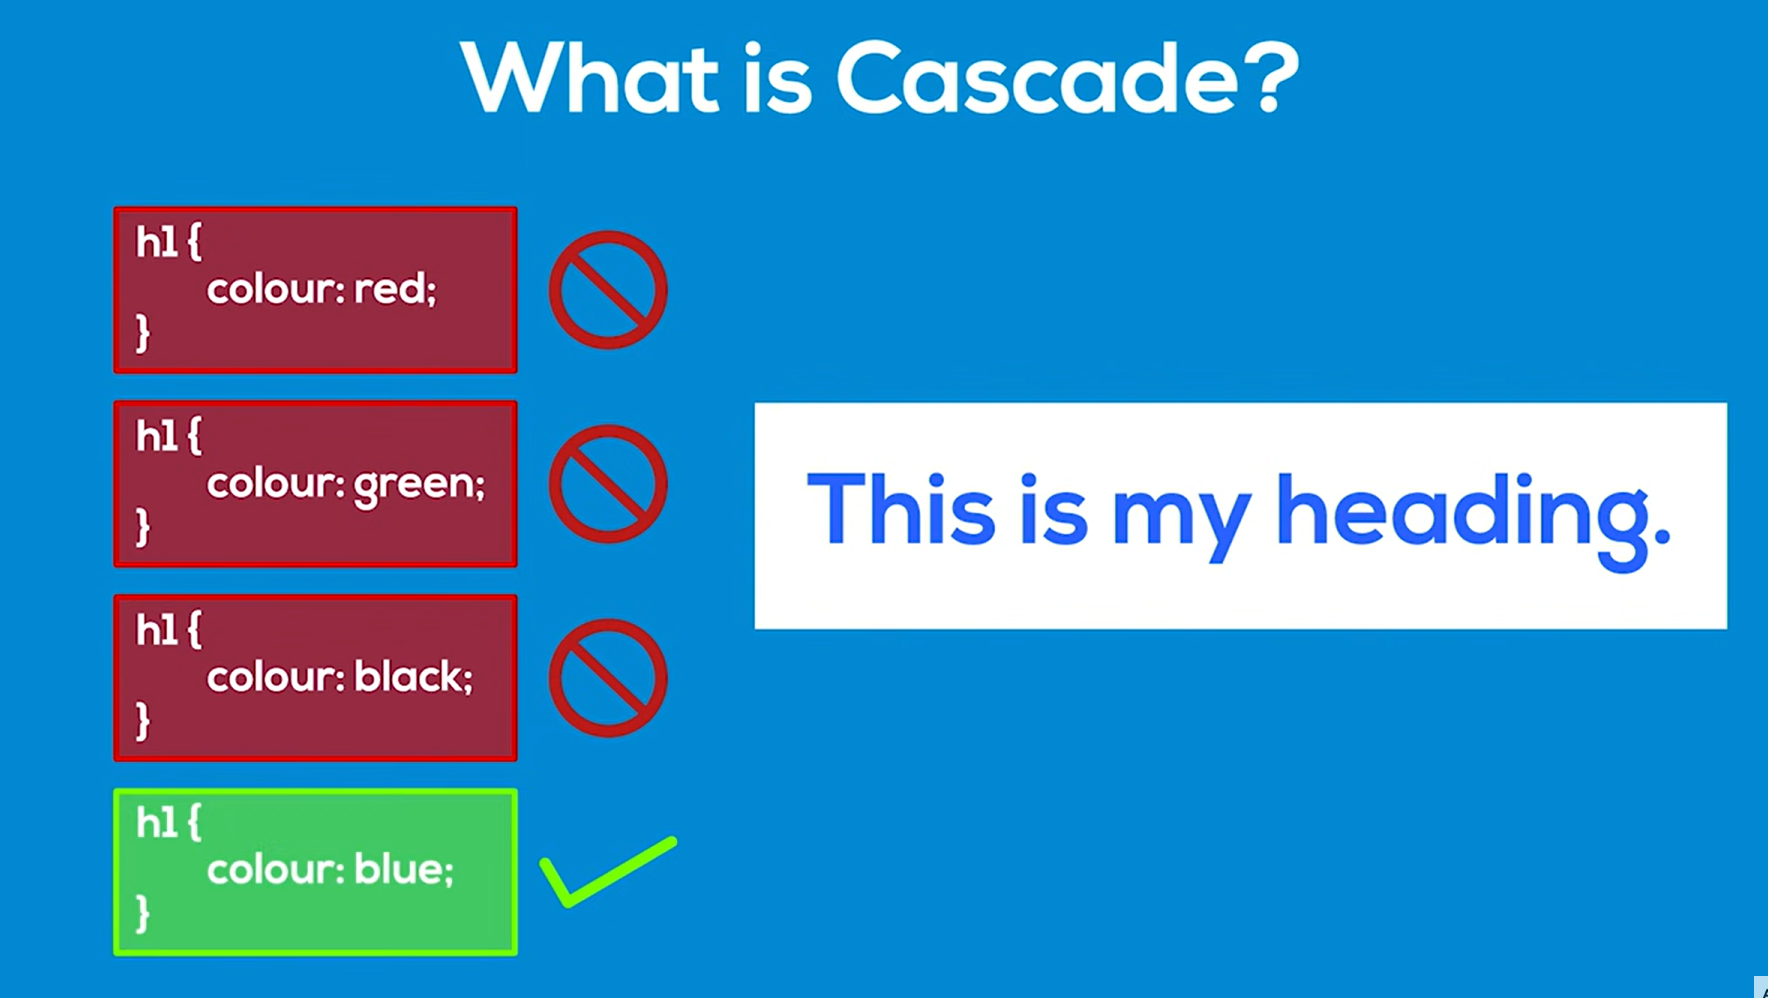 What is Cascade?
h1 {
colour: red;
}
h1 {
colour: green;
}
h1 {
colour: black;
}
h1 {
colour: blue;
}
This is my heading.